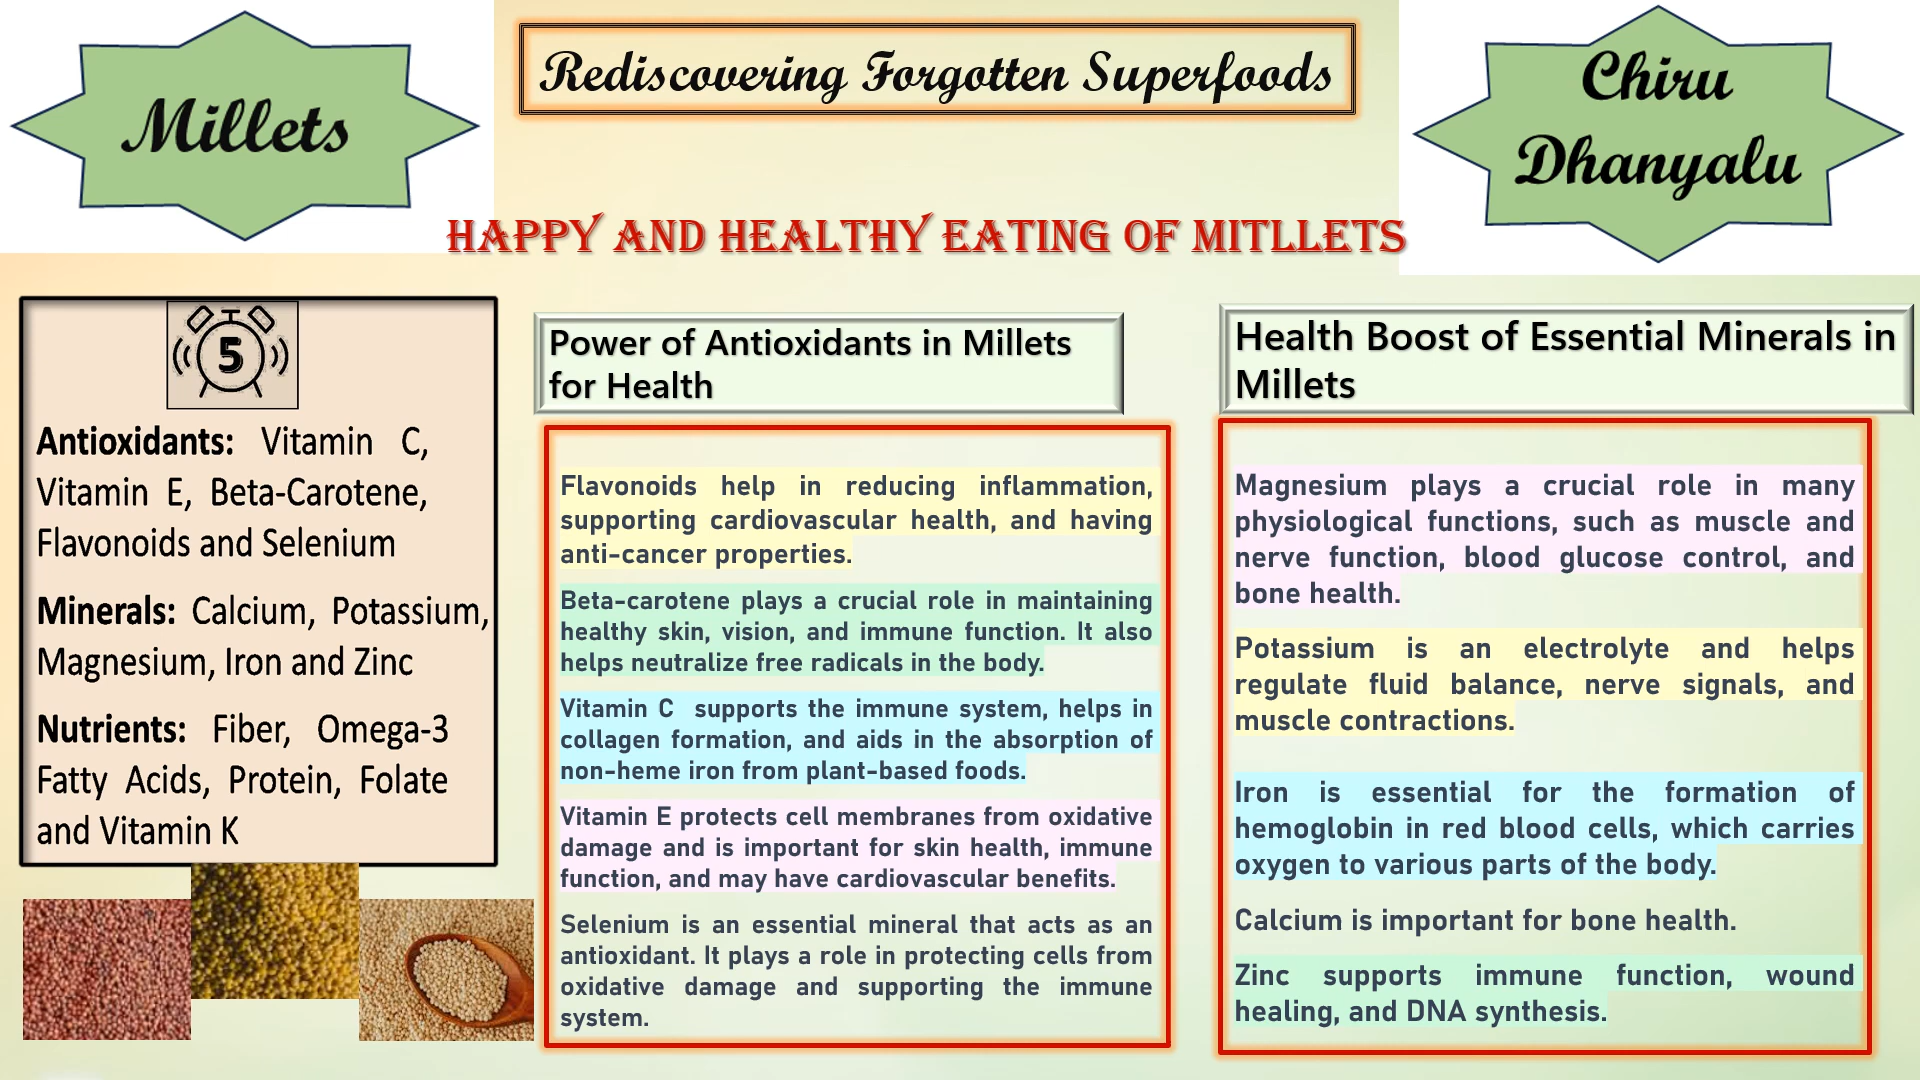 Millets
Rediscovering Forgotten Superfoods
Chiru
Dhanyalu
HAPPY AND HEALTHY EATING OF MITLLETS
5
Antioxidants: Vitamin C,
Vitamin E, Beta-Carotene,
Flavonoids and Selenium
Minerals: Calcium, Potassium,
Magnesium, Iron and Zinc
Nutrients: Fiber, Omega-3
Fatty Acids, Protein, Folate
and Vitamin K
Power of Antioxidants in Millets
for Health
Flavonoids help in reducing inflammation,
supporting cardiovascular health, and having
anti-cancer properties.
Beta-carotene plays a crucial role in maintaining
healthy skin, vision, and immune function. It also
helps neutralize free radicals in the body.
Vitamin C supports the immune system, helps in
collagen formation, and aids in the absorption of
non-heme iron from plant-based foods.
Vitamin E protects cell membranes from oxidative
damage and is important for skin health, immune
function, and may have cardiovascular benefits.
Selenium is an essential mineral that acts as an
antioxidant. It plays a role in protecting cells from
oxidative damage and supporting the immune
system.
Health Boost of Essential Minerals in
Millets
Magnesium plays a crucial role in many
physiological functions, such as muscle and
nerve function, blood glucose control, and
bone health.
Potassium is an electrolyte and helps
regulate fluid balance, nerve signals, and
muscle contractions.
Iron is essential for the formation of
hemoglobin in red blood cells, which carries
oxygen to various parts of the body.
Calcium is important for bone health.
Zinc supports immune function, wound
healing, and DNA synthesis.